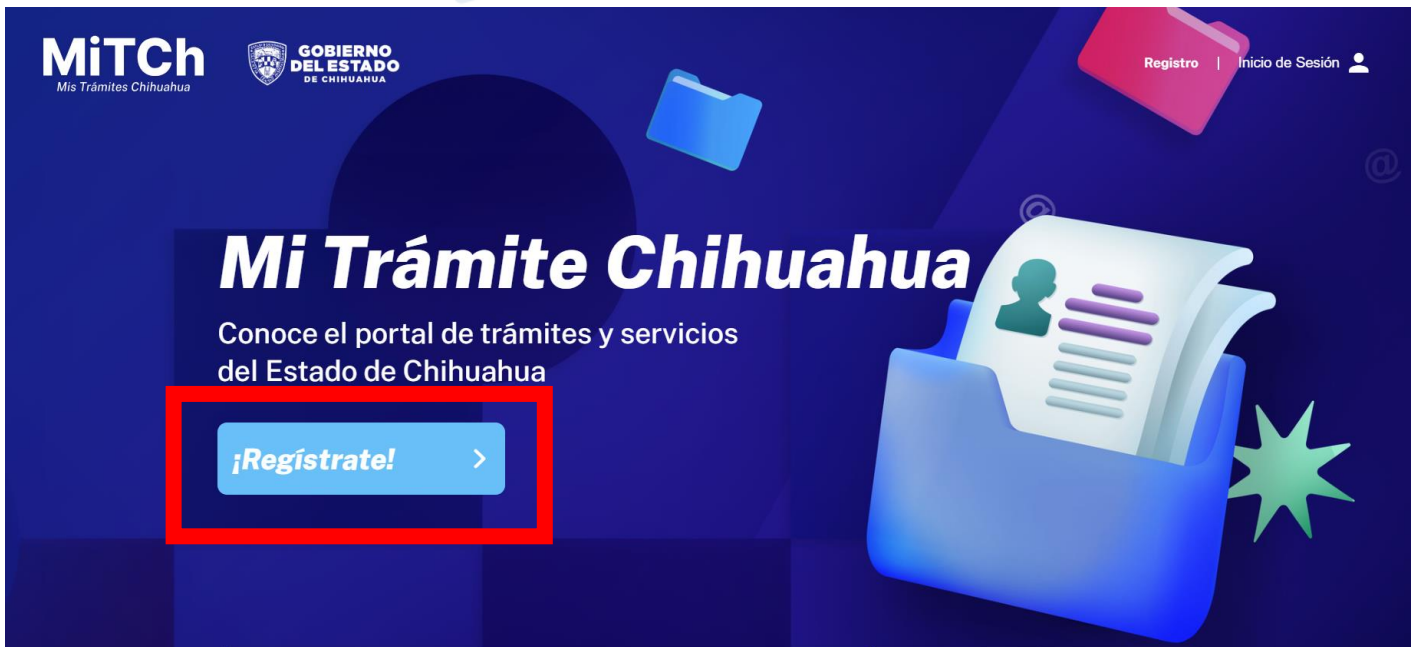 MiTCh
Mis Trámites Chihuahua
GOBIERNO
DEL ESTADO
DE CHIHUAHUA
Registro | Inicio de Sesión
@
@
Mi Trámite Chihuahua
Conoce el portal de trámites y servicios
del Estado de Chihuahua
¡Regístrate! >